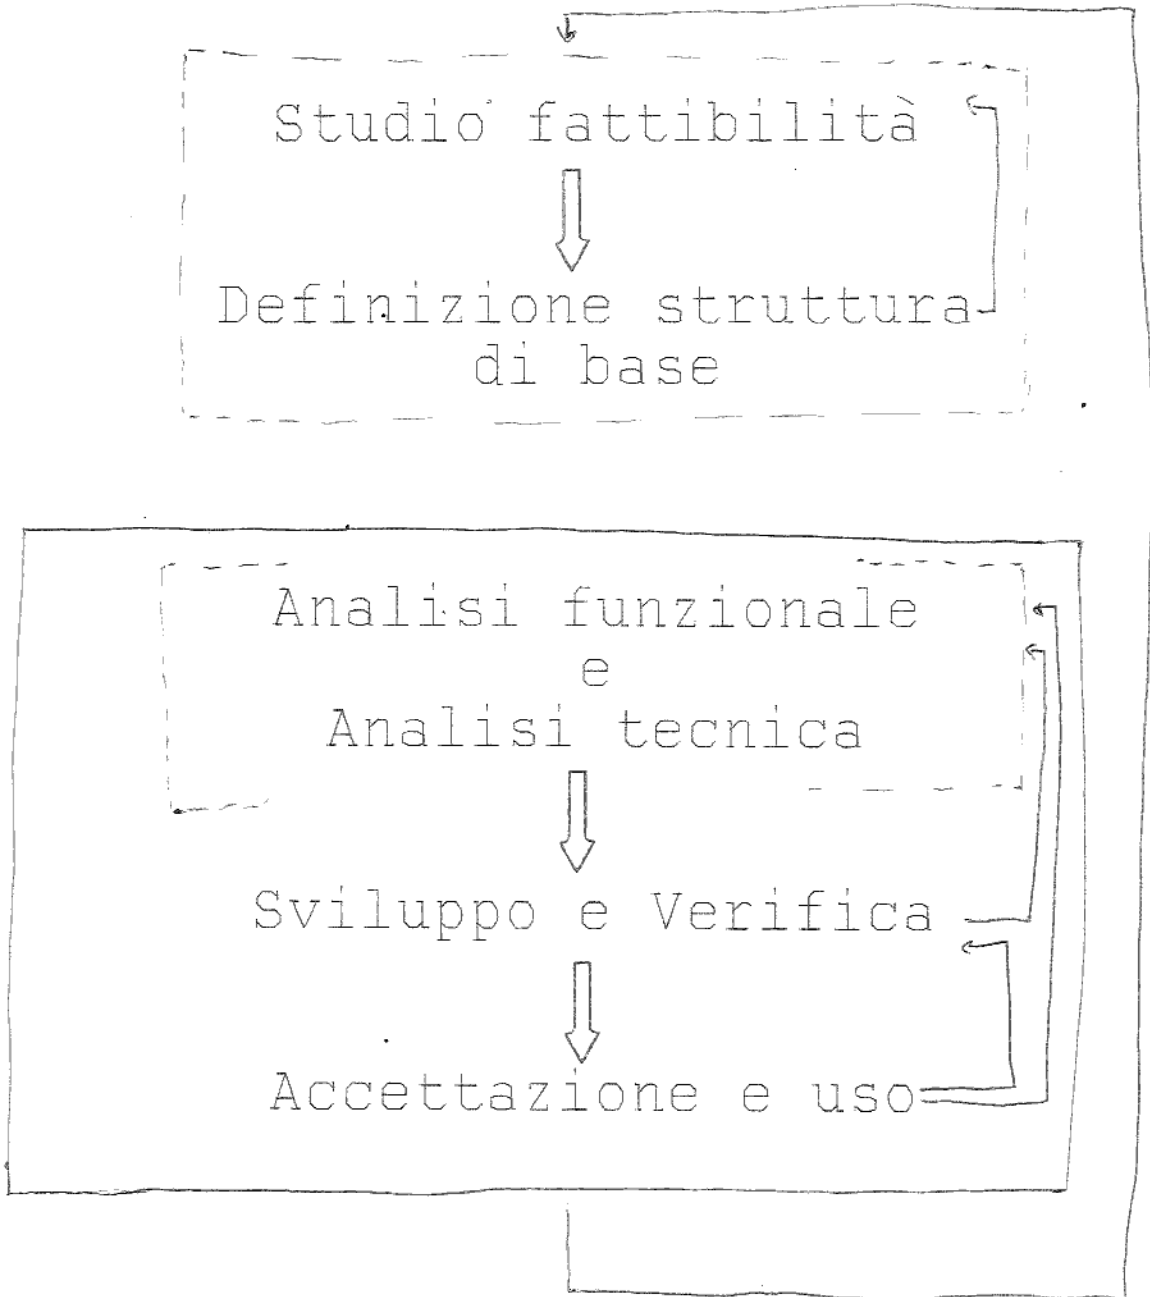 Studio fattibilità
Definizione struttura
di base
Analisi funzionale
e
Analisi tecnica
Sviluppo e Verifica
Accettazione e uso